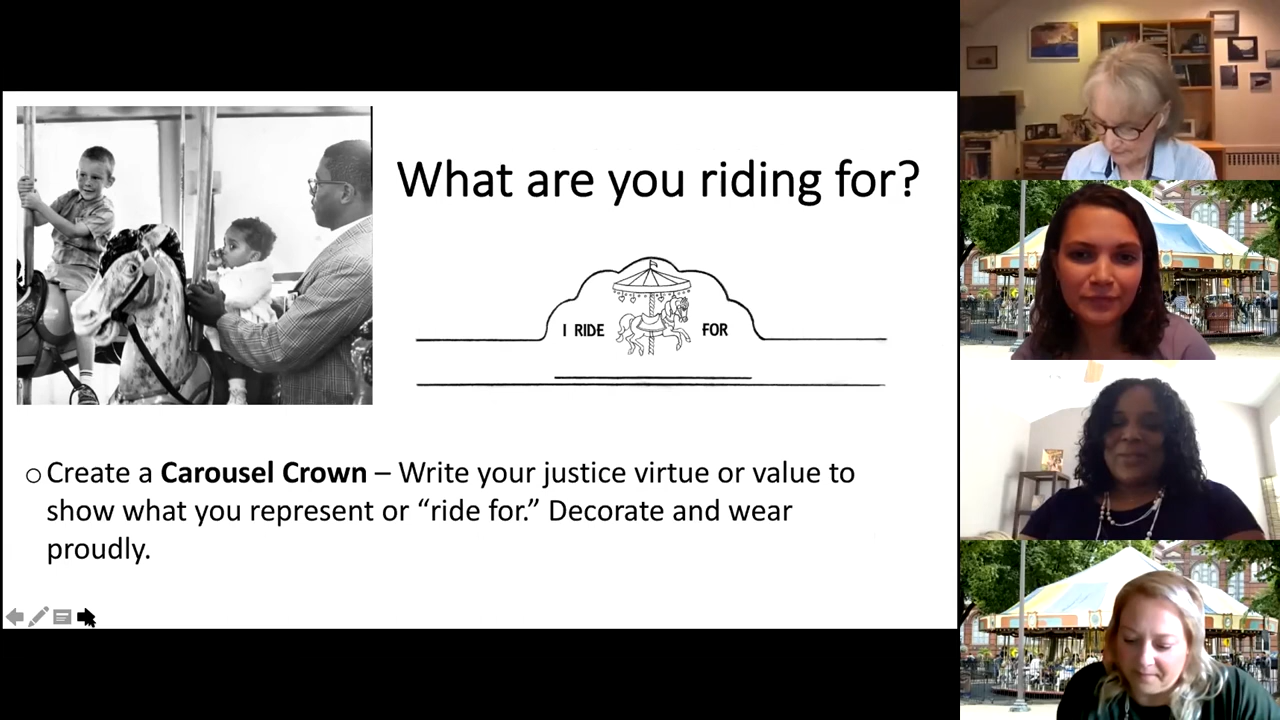 What are you riding for?
I RIDE FOR
○ Create a Carousel Crown – Write your justice virtue or value to
show what you represent or “ride for.” Decorate and wear
proudly.